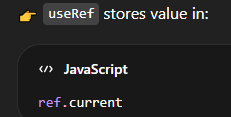 👉 useRef stores value in:
</> JavaScript
ref.current